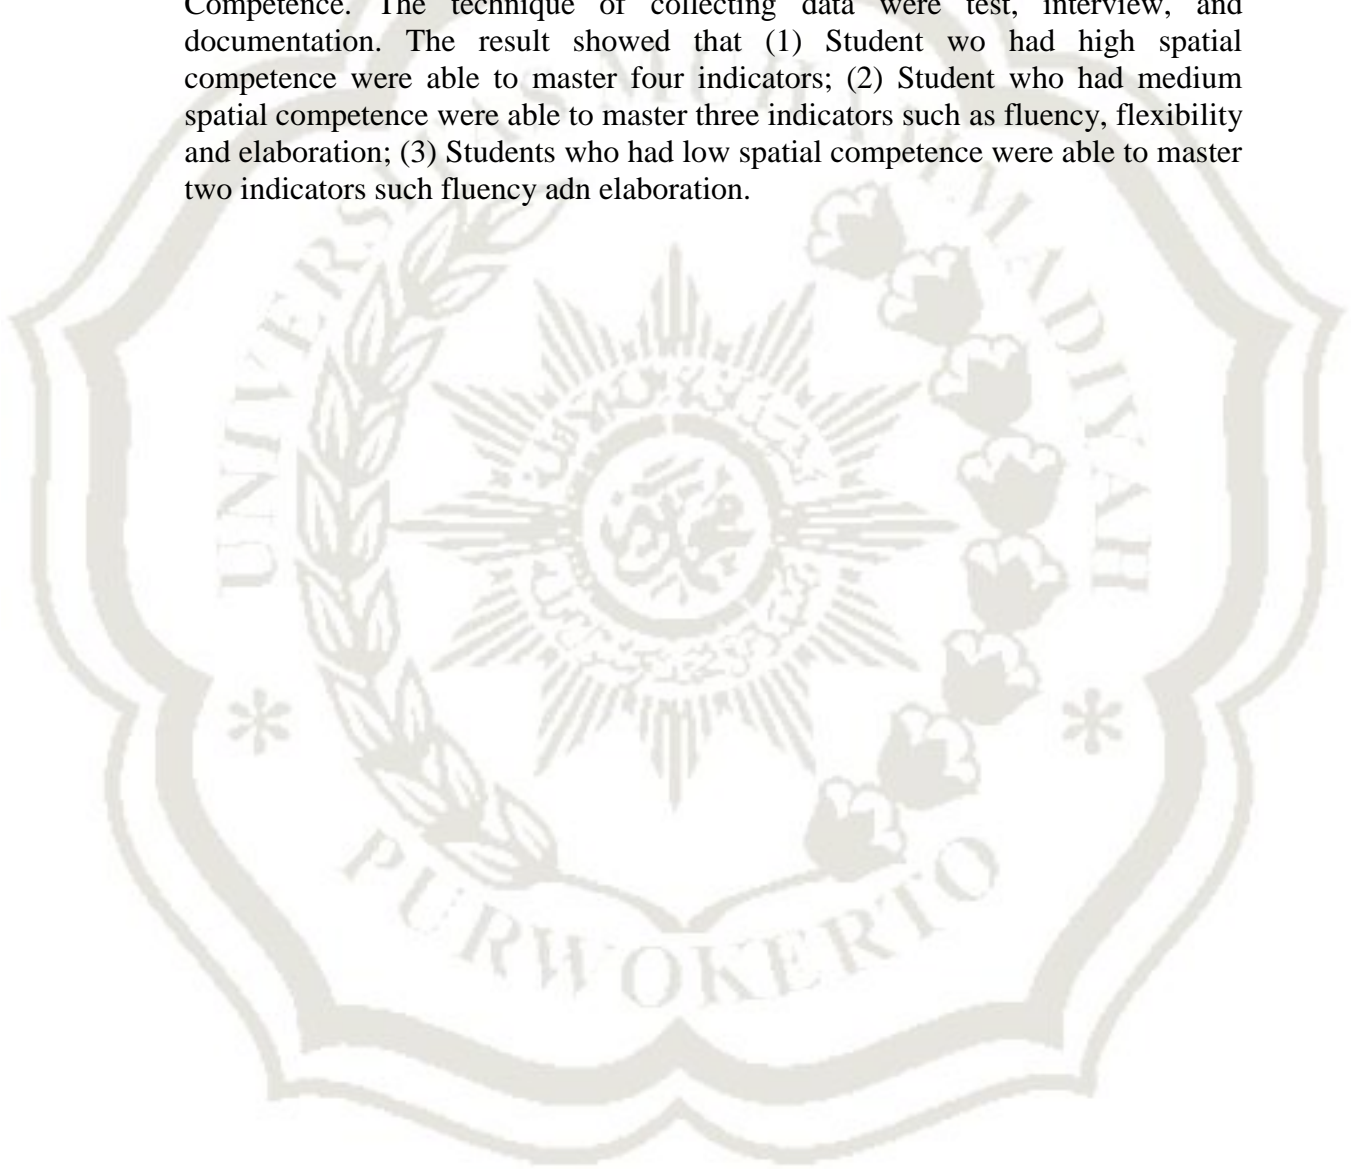 Competence. The technique of collecting data were test, interview, and
documentation. The result showed that (1) Student wo had high spatial
competence were able to master four indicators; (2) Student who had medium
spatial competence were able to master three indicators such as fluency, flexibility
and elaboration; (3) Students who had low spatial competence were able to master
two indicators such fluency adn elaboration.
UNIVERSITAS MUHAMMADIYAH
PURWOKERTO